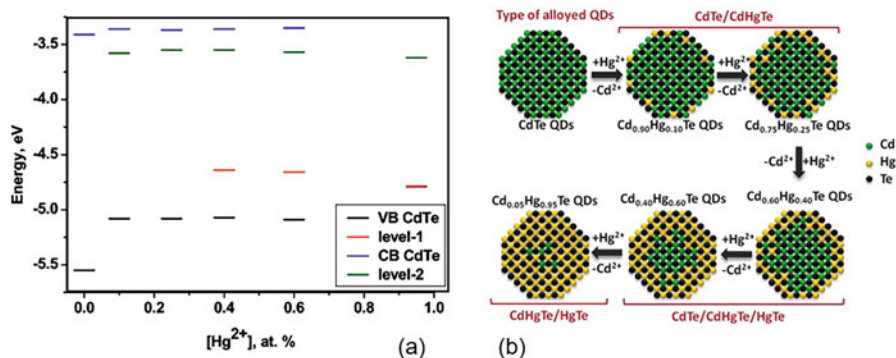 -3.5
-4.0
-4.5
-5.0
-5.5
Energy, eV
0.0 0.2 0.4 0.6 0.8 1.0
[Hg²⁺], at. %
VB CdTe
level-1
CB CdTe
level-2
(a)
Type of alloyed QDs
CdTe/CdHgTe
+Hg²⁺
-Cd²⁺
+Hg²⁺
-Cd²⁺
CdTe QDs
Cd₀.₉₀Hg₀.₁₀Te QDs
Cd₀.₇₅Hg₀.₂₅Te QDs
-Cd²⁺ +Hg²⁺
Cd
Hg
Te
Cd₀.₀₅Hg₀.₉₅Te QDs
Cd₀.₄₀Hg₀.₆₀Te QDs
Cd₀.₆₀Hg₀.₄₀Te QDs
+Hg²⁺
-Cd²⁺
+Hg²⁺
-Cd²⁺
CdHgTe/HgTe
CdTe/CdHgTe/HgTe
(b)